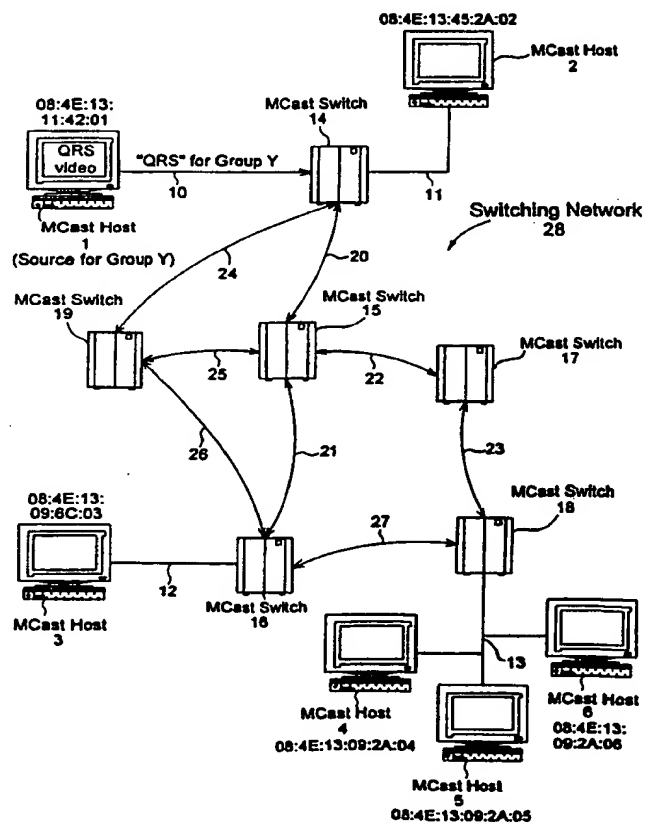 08:4E:13:45:2A:02
MCast Host
2
MCast Switch
14
08:4E:13:
11:42:01
QRS
video
"QRS" for Group Y
10
11
MCast Host
1
(Source for Group Y)
Switching Network
28
24
20
MCast Switch
19
MCast Switch
15
25
22
MCast Switch
17
26
21
23
08:4E:13:
09:6C:03
MCast Switch
18
27
12
MCast Host
3
MCast Switch
16
13
MCast Host
4
08:4E:13:09:2A:04
MCast Host
6
08:4E:13:
09:2A:06
MCast Host
5
08:4E:13:09:2A:05